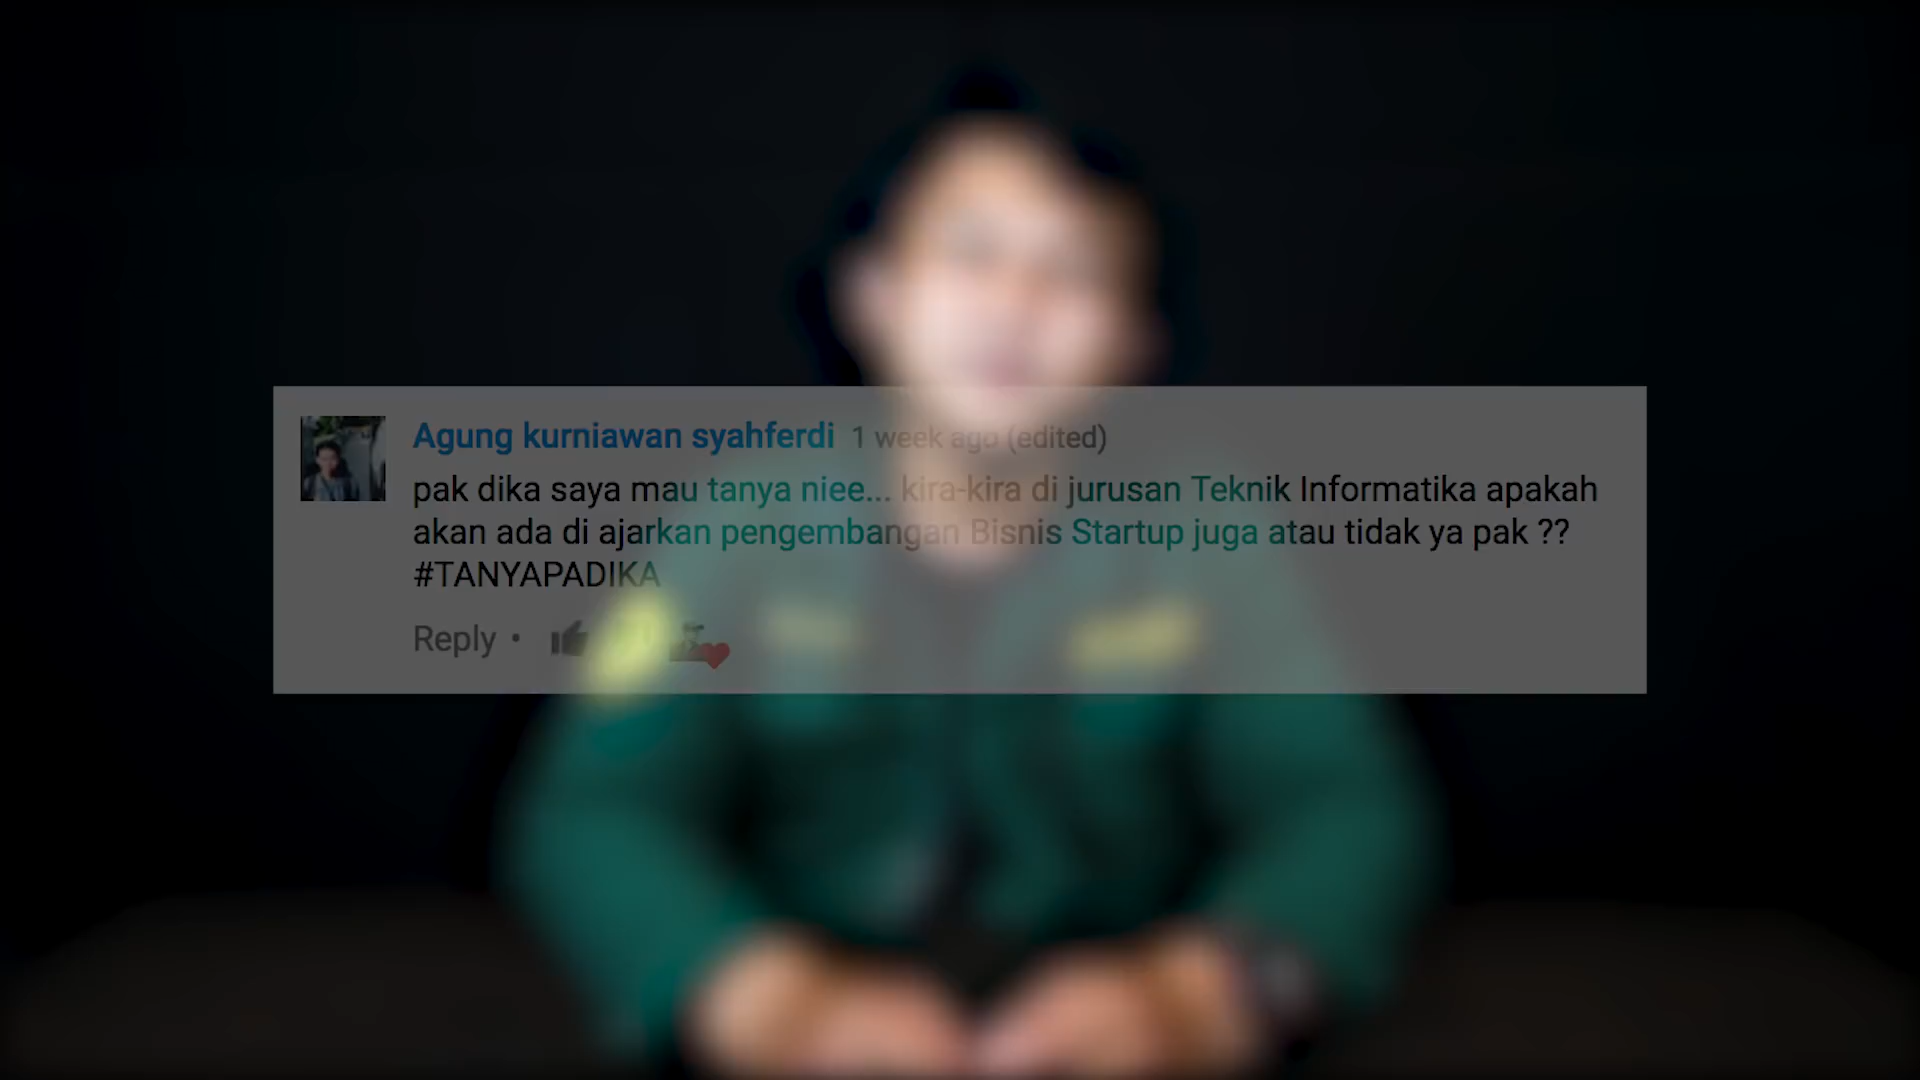 Agung kurniawan syahferdi 1 week ago (edited)
pak dika saya mau tanya niee... kira-kira di jurusan Teknik Informatika apakah
akan ada di ajarkan pengembangan Bisnis Startup juga atau tidak ya pak ??
#TANYAPADIKA
Reply •